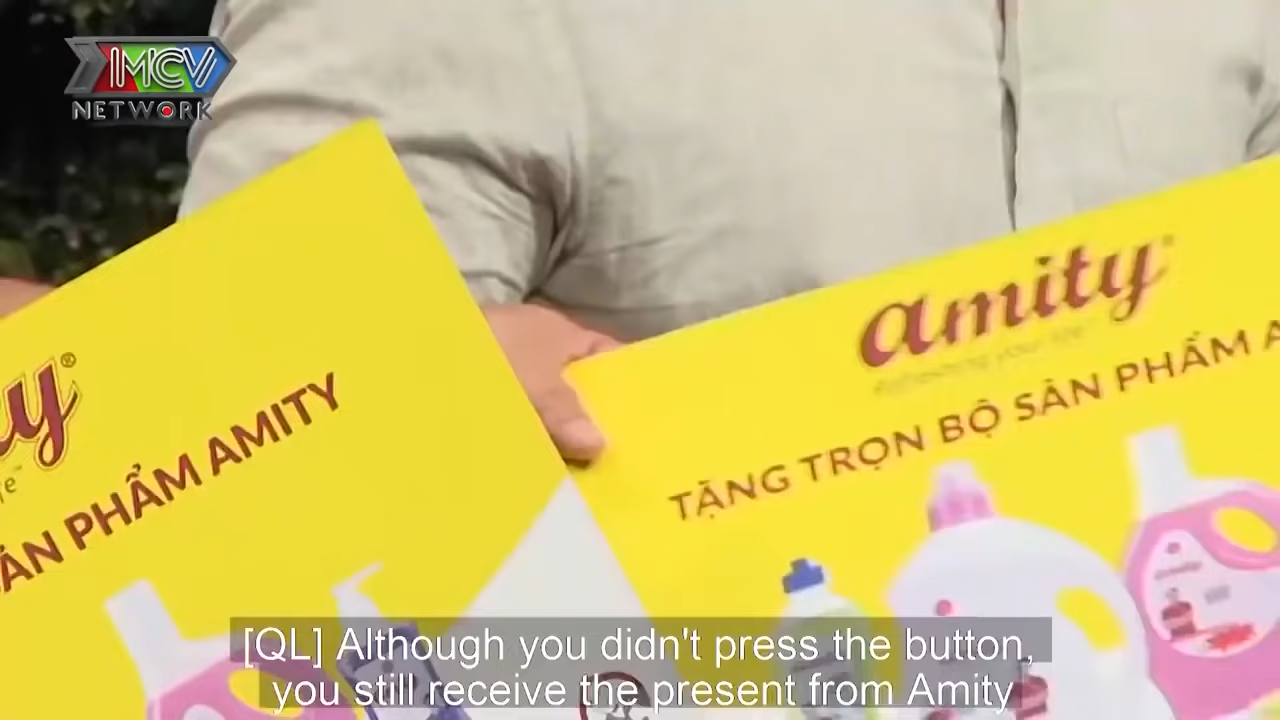 MCV
NETWORK
y®
ẢN PHẨM AMITY
amity
TẶNG TRỌN BỘ SẢN PHẨM A
[QL] Although you didn't press the button,
you still receive the present from Amity